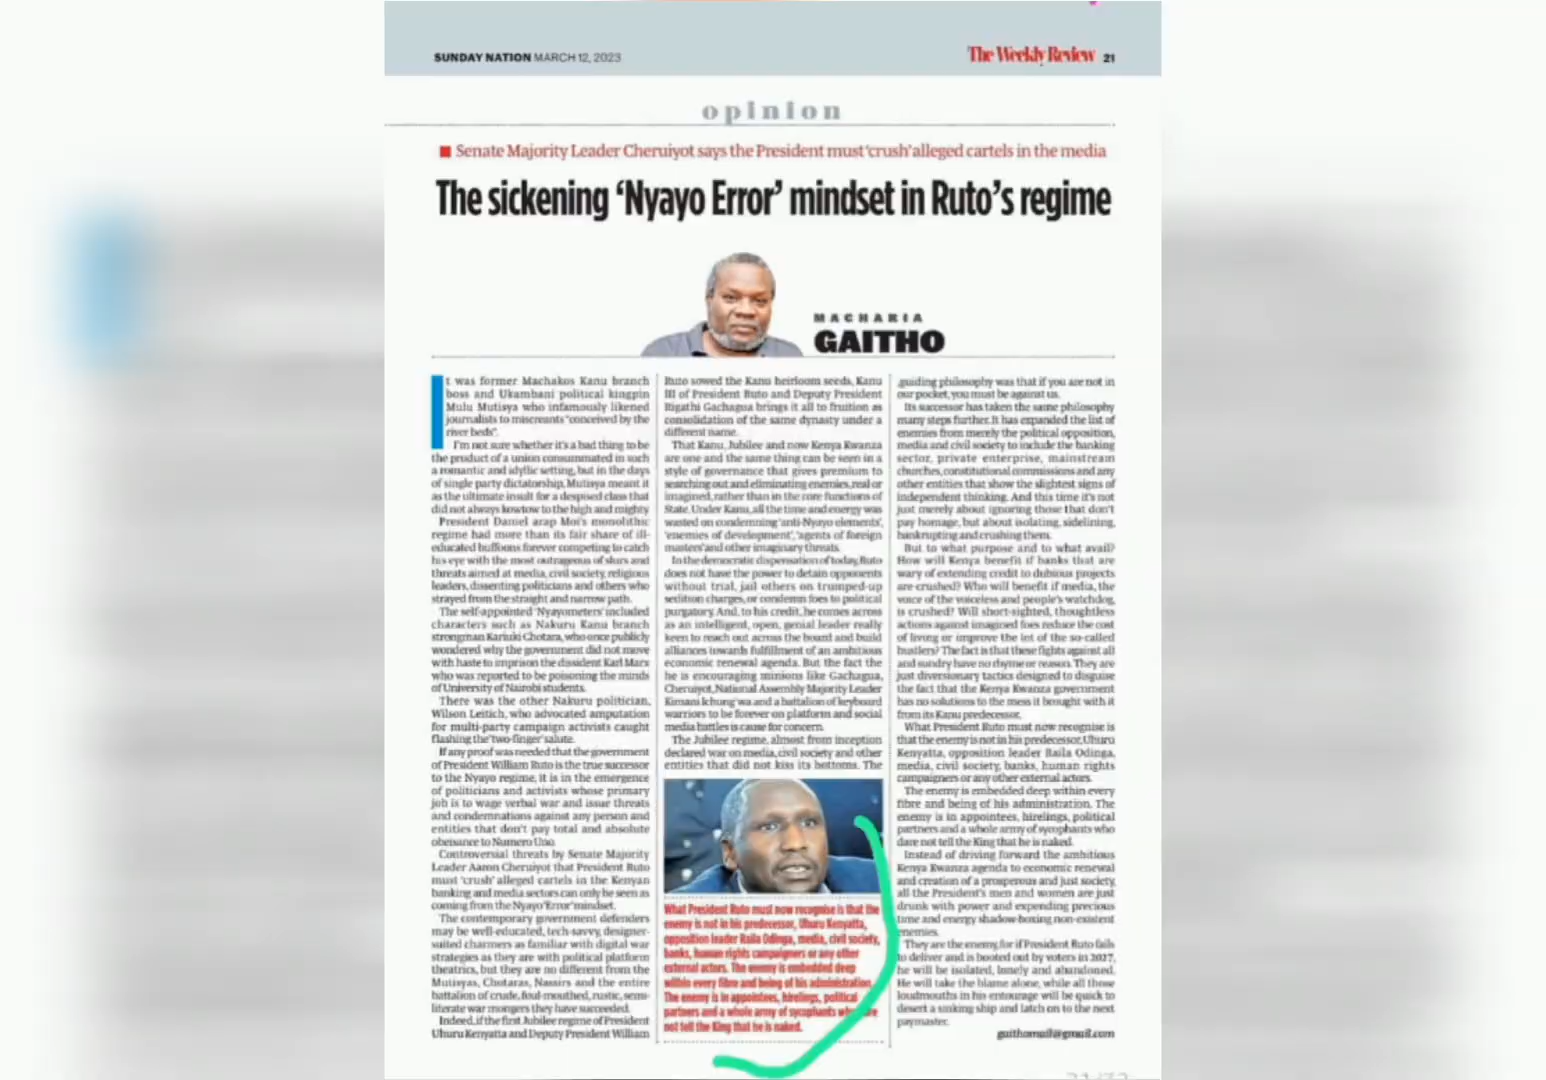 SUNDAY NATION MARCH 12, 2023
The Weekly Review 21
opinion
Senate Majority Leader Cheruiyot says the President must 'crush' alleged cartels in the media
The sickening 'Nyayo Error' mindset in Ruto's regime
MACHARIA
GAITHO
It was former Machakos Kanu branch
boss and Ukambani political kingpin
Mulu Mutisya who infamously likened
journalists to miscreants "conceived by the
river beds".
I'm not sure whether it's a bad thing to be
the product of a union consummated in such
a romantic and idyllic setting, but in the days
of single party dictatorship, Mutisya meant it
as the ultimate insult for a despised class that
did not always kowtow to the high and mighty
President Daniel arap Moi's monolithic
regime had more than its fair share of ill-
educated buffoons forever competing to catch
his eye with the most outrageous of slurs and
threats aimed at media, civil society, religious
leaders, dissenting politicians and others who
strayed from the straight and narrow path.
The self-appointed 'Nyayometers' included
characters such as Nakuru Kanu branch
strongman Kariuki Chotara, who once publicly
wondered why the government did not move
with haste to imprison the dissident Karl Marx
who was reported to be poisoning the minds
of University of Nairobi students.
There was the other Nakuru politician,
Wilson Leitich, who advocated amputation
for multi-party campaign activists caught
flashing the 'two-finger' salute.
If any proof was needed that the government
of President William Ruto is the true successor
to the Nyayo regime, it is in the emergence
of politicians and activists whose primary
job is to wage verbal war and issue threats
and condemnations against any person and
entities that don't pay total and absolute
obeisance to Numero Uno.
Controversial threats by Senate Majority
Leader Aaron Cheruiyot that President Ruto
must 'crush' alleged cartels in the Kenyan
banking and media sectors can only be seen as
coming from the Nyayo 'Error' mindset.
The contemporary government defenders
may be well-educated, tech-savvy, designer-
suited charmers as familiar with digital war
strategies as they are with political platform
theatrics, but they are no different from the
Mutisyas, Chotaras, Nassirs and the entire
battalion of crude, foul-mouthed, rustic, semi-
literate war mongers they have succeeded.
Indeed, if the first Jubilee regime of President
Uhuru Kenyatta and Deputy President William
Ruto sowed the Kanu heirloom seeds, Kanu
III of President Ruto and Deputy President
Rigathi Gachagua brings it all to fruition as
consolidation of the same dynasty under a
different name.
That Kanu, Jubilee and now Kenya Kwanza
are one and the same thing can be seen in a
style of governance that gives premium to
searching out and eliminating enemies, real or
imagined, rather than in the core functions of
State. Under Kanu, all the time and energy was
wasted on condemning 'anti-Nyayo elements',
'enemies of development', 'agents of foreign
masters' and other imaginary threats.
In the democratic dispensation of today, Ruto
does not have the power to detain opponents
without trial, jail others on trumped-up
sedition charges, or condemn foes to political
purgatory. And, to his credit, he comes across
as an intelligent, open, genial leader really
keen to reach out across the board and build
alliances towards fulfillment of an ambitious
economic renewal agenda. But the fact the
he is encouraging minions like Gachagua,
Cheruiyot, National Assembly Majority Leader
Kimani Ichung'wa and a battalion of keyboard
warriors to be forever on platform and social
media battles is cause for concern.
The Jubilee regime, almost from inception
declared war on media, civil society and other
entities that did not kiss its bottoms. The
What President Ruto must now recognise is that the
enemy is not in his predecessor, Uhuru Kenyatta,
opposition leader Raila Odinga, media, civil society,
banks, human rights campaigners or any other
external actors. The enemy is embedded deep
within every fibre and being of his administration.
The enemy is in appointees, hirelings, political
partners and a whole army of sycophants
not tell the King that he is naked.
guiding philosophy was that if you are not in
our pocket, you must be against us.
Its successor has taken the same philosophy
many steps further. It has expanded the list of
enemies from merely the political opposition,
media and civil society to include the banking
sector, private enterprise, mainstream
churches, constitutional commissions and any
other entities that show the slightest signs of
independent thinking. And this time it's not
just merely about ignoring those that don't
pay homage, but about isolating, sidelining,
bankrupting and crushing them.
But to what purpose and to what avail?
How will Kenya benefit if banks that are
wary of extending credit to dubious projects
are crushed? Who will benefit if media, the
voice of the voiceless and people's watchdog,
is crushed? Will short-sighted, thoughtless
actions against imagined foes reduce the cost
of living or improve the lot of the so-called
hustlers? The fact is that these fights against all
and sundry have no rhyme or reason. They are
just diversionary tactics designed to disguise
the fact that the Kenya Kwanza government
has no solutions to the mess it brought with it
from its Kanu predecessor.
What President Ruto must now recognise is
that the enemy is not in his predecessor, Uhuru
Kenyatta, opposition leader Raila Odinga,
media, civil society, banks, human rights
campaigners or any other external actors.
The enemy is embedded deep within every
fibre and being of his administration. The
enemy is in appointees, hirelings, political
partners and a whole army of sycophants who
dare not tell the King that he is naked.
Instead of driving forward the ambitious
Kenya Kwanza agenda to economic renewal
and creation of a prosperous and just society,
all the President's men and women are just
drunk with power and expending precious
time and energy shadow-boxing non-existent
enemies.
They are the enemy, for if President Ruto fails
to deliver and is booted out by voters in 2027,
he will be isolated, lonely and abandoned.
He will take the blame alone, while all those
loudmouths in his entourage will be quick to
desert a sinking ship and latch on to the next
paymaster.
gaithomail@gmail.com